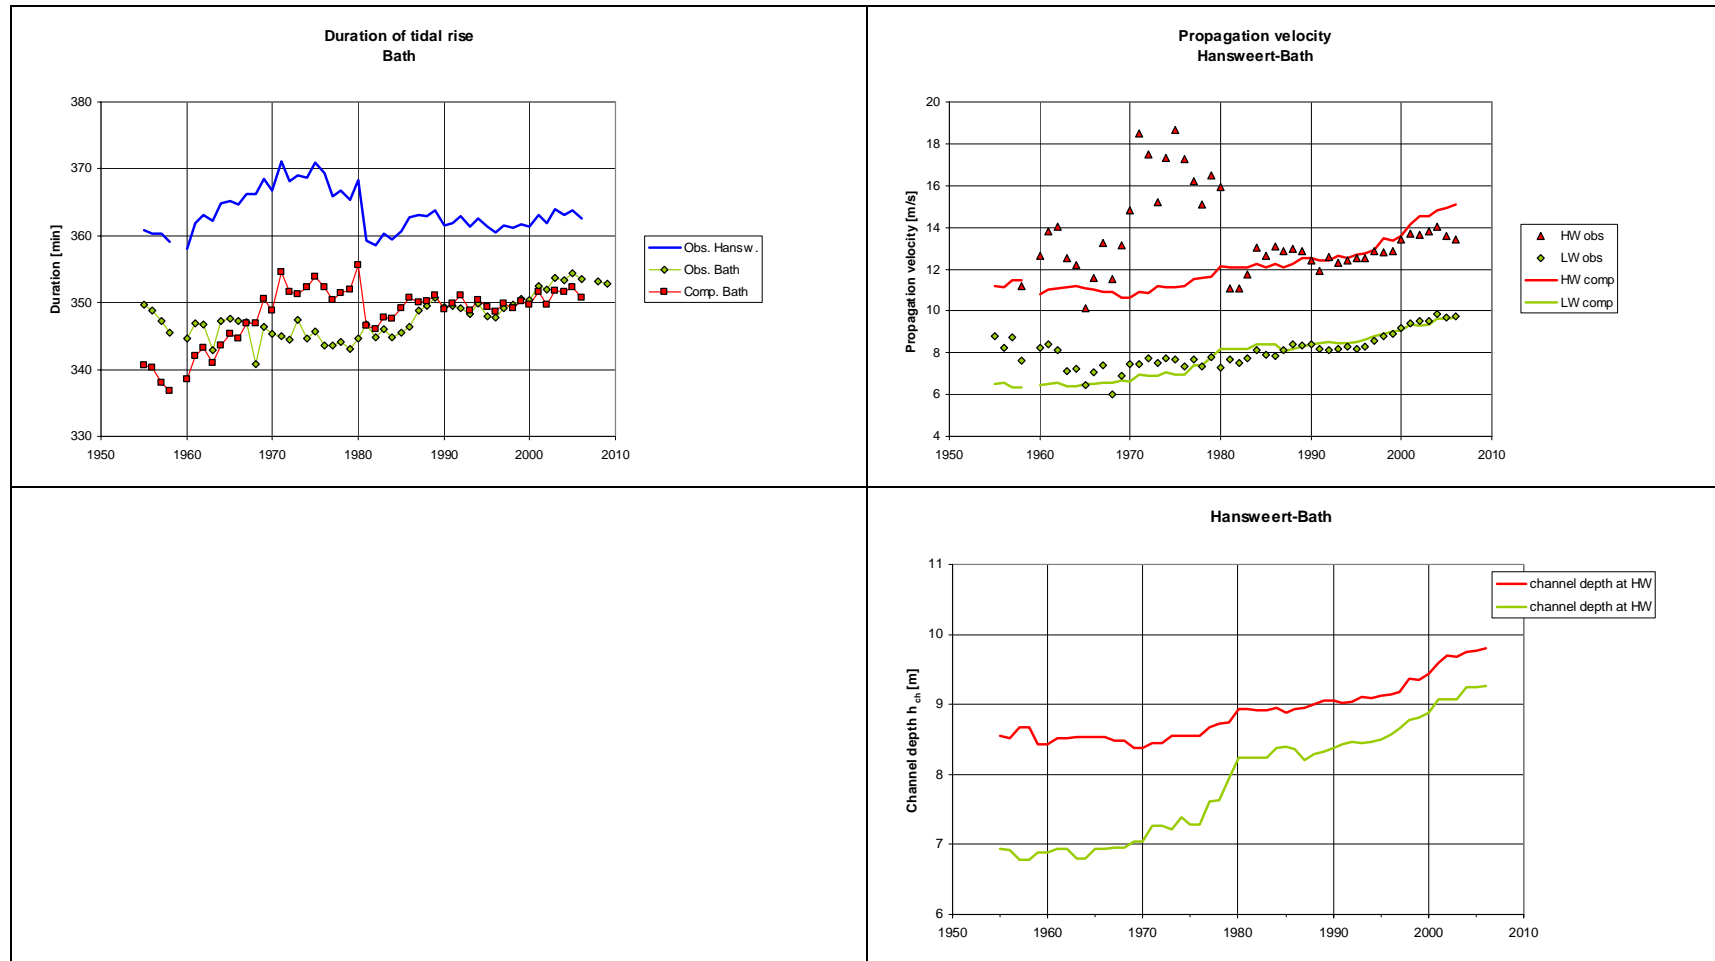 Duration of tidal rise
Bath
Duration [min]
380
370
360
350
340
330
1950 1960 1970 1980 1990 2000 2010
Obs. Hansw.
Obs. Bath
Comp. Bath
Propagation velocity
Hansweert-Bath
Propagation velocity [m/s]
20
18
16
14
12
10
8
6
4
1950 1960 1970 1980 1990 2000 2010
HW obs
LW obs
HW comp
LW comp
Hansweert-Bath
Channel depth h ch [m]
11
10
9
8
7
6
1950 1960 1970 1980 1990 2000 2010
channel depth at HW
channel depth at HW